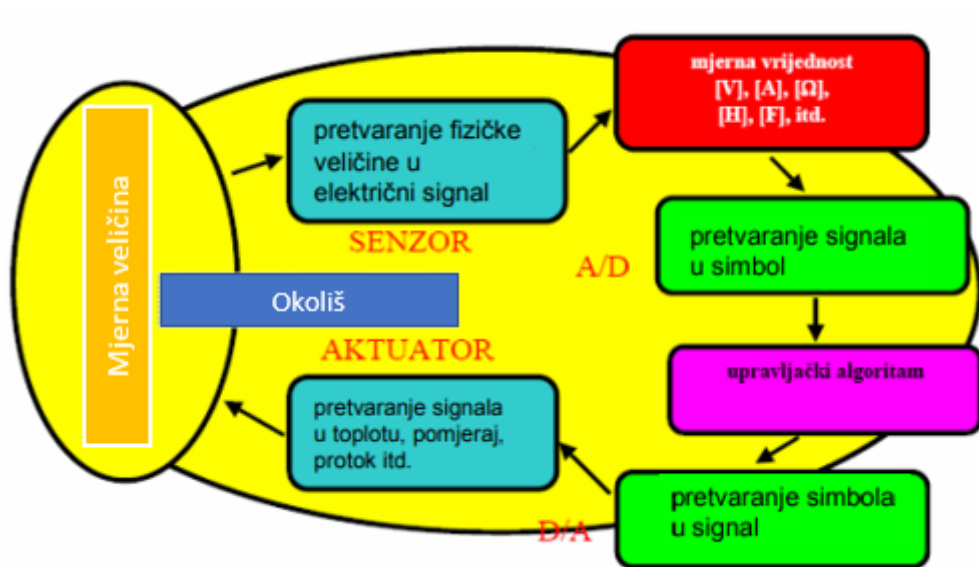 Mjerna veličina
pretvaranje fizičke
veličine u
električni signal
SENZOR
mjerna vrijednost
[V], [A], [Ω],
[H], [F], itd.
A/D
pretvaranje signala
u simbol
upravljački algoritam
pretvaranje simbola
u signal
D/A
AKTUATOR
pretvaranje signala
u toplotu, pomjeraj,
protok itd.
Okoliš